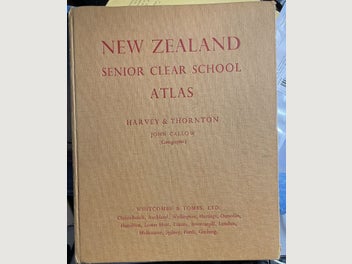 NEW ZEALAND
SENIOR CLEAR SCHOOL
ATLAS
HARVEY & THORNTON
JOHN CALLOW
WHITCOMBE & TOMBS, LTD.
Christchurch, Auckland, Wellington, Hastings, Dunedin,
Hamilton, Lower Hutt, Timaru, Invercargill, London,
Melbourne, Sydney, Perth, Geelong.